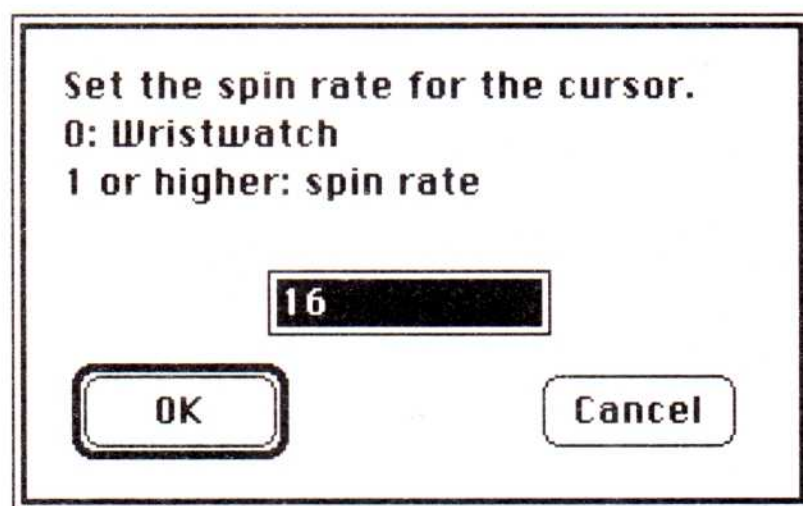 Set the spin rate for the cursor.
0: Wristwatch
1 or higher: spin rate
16
OK
Cancel